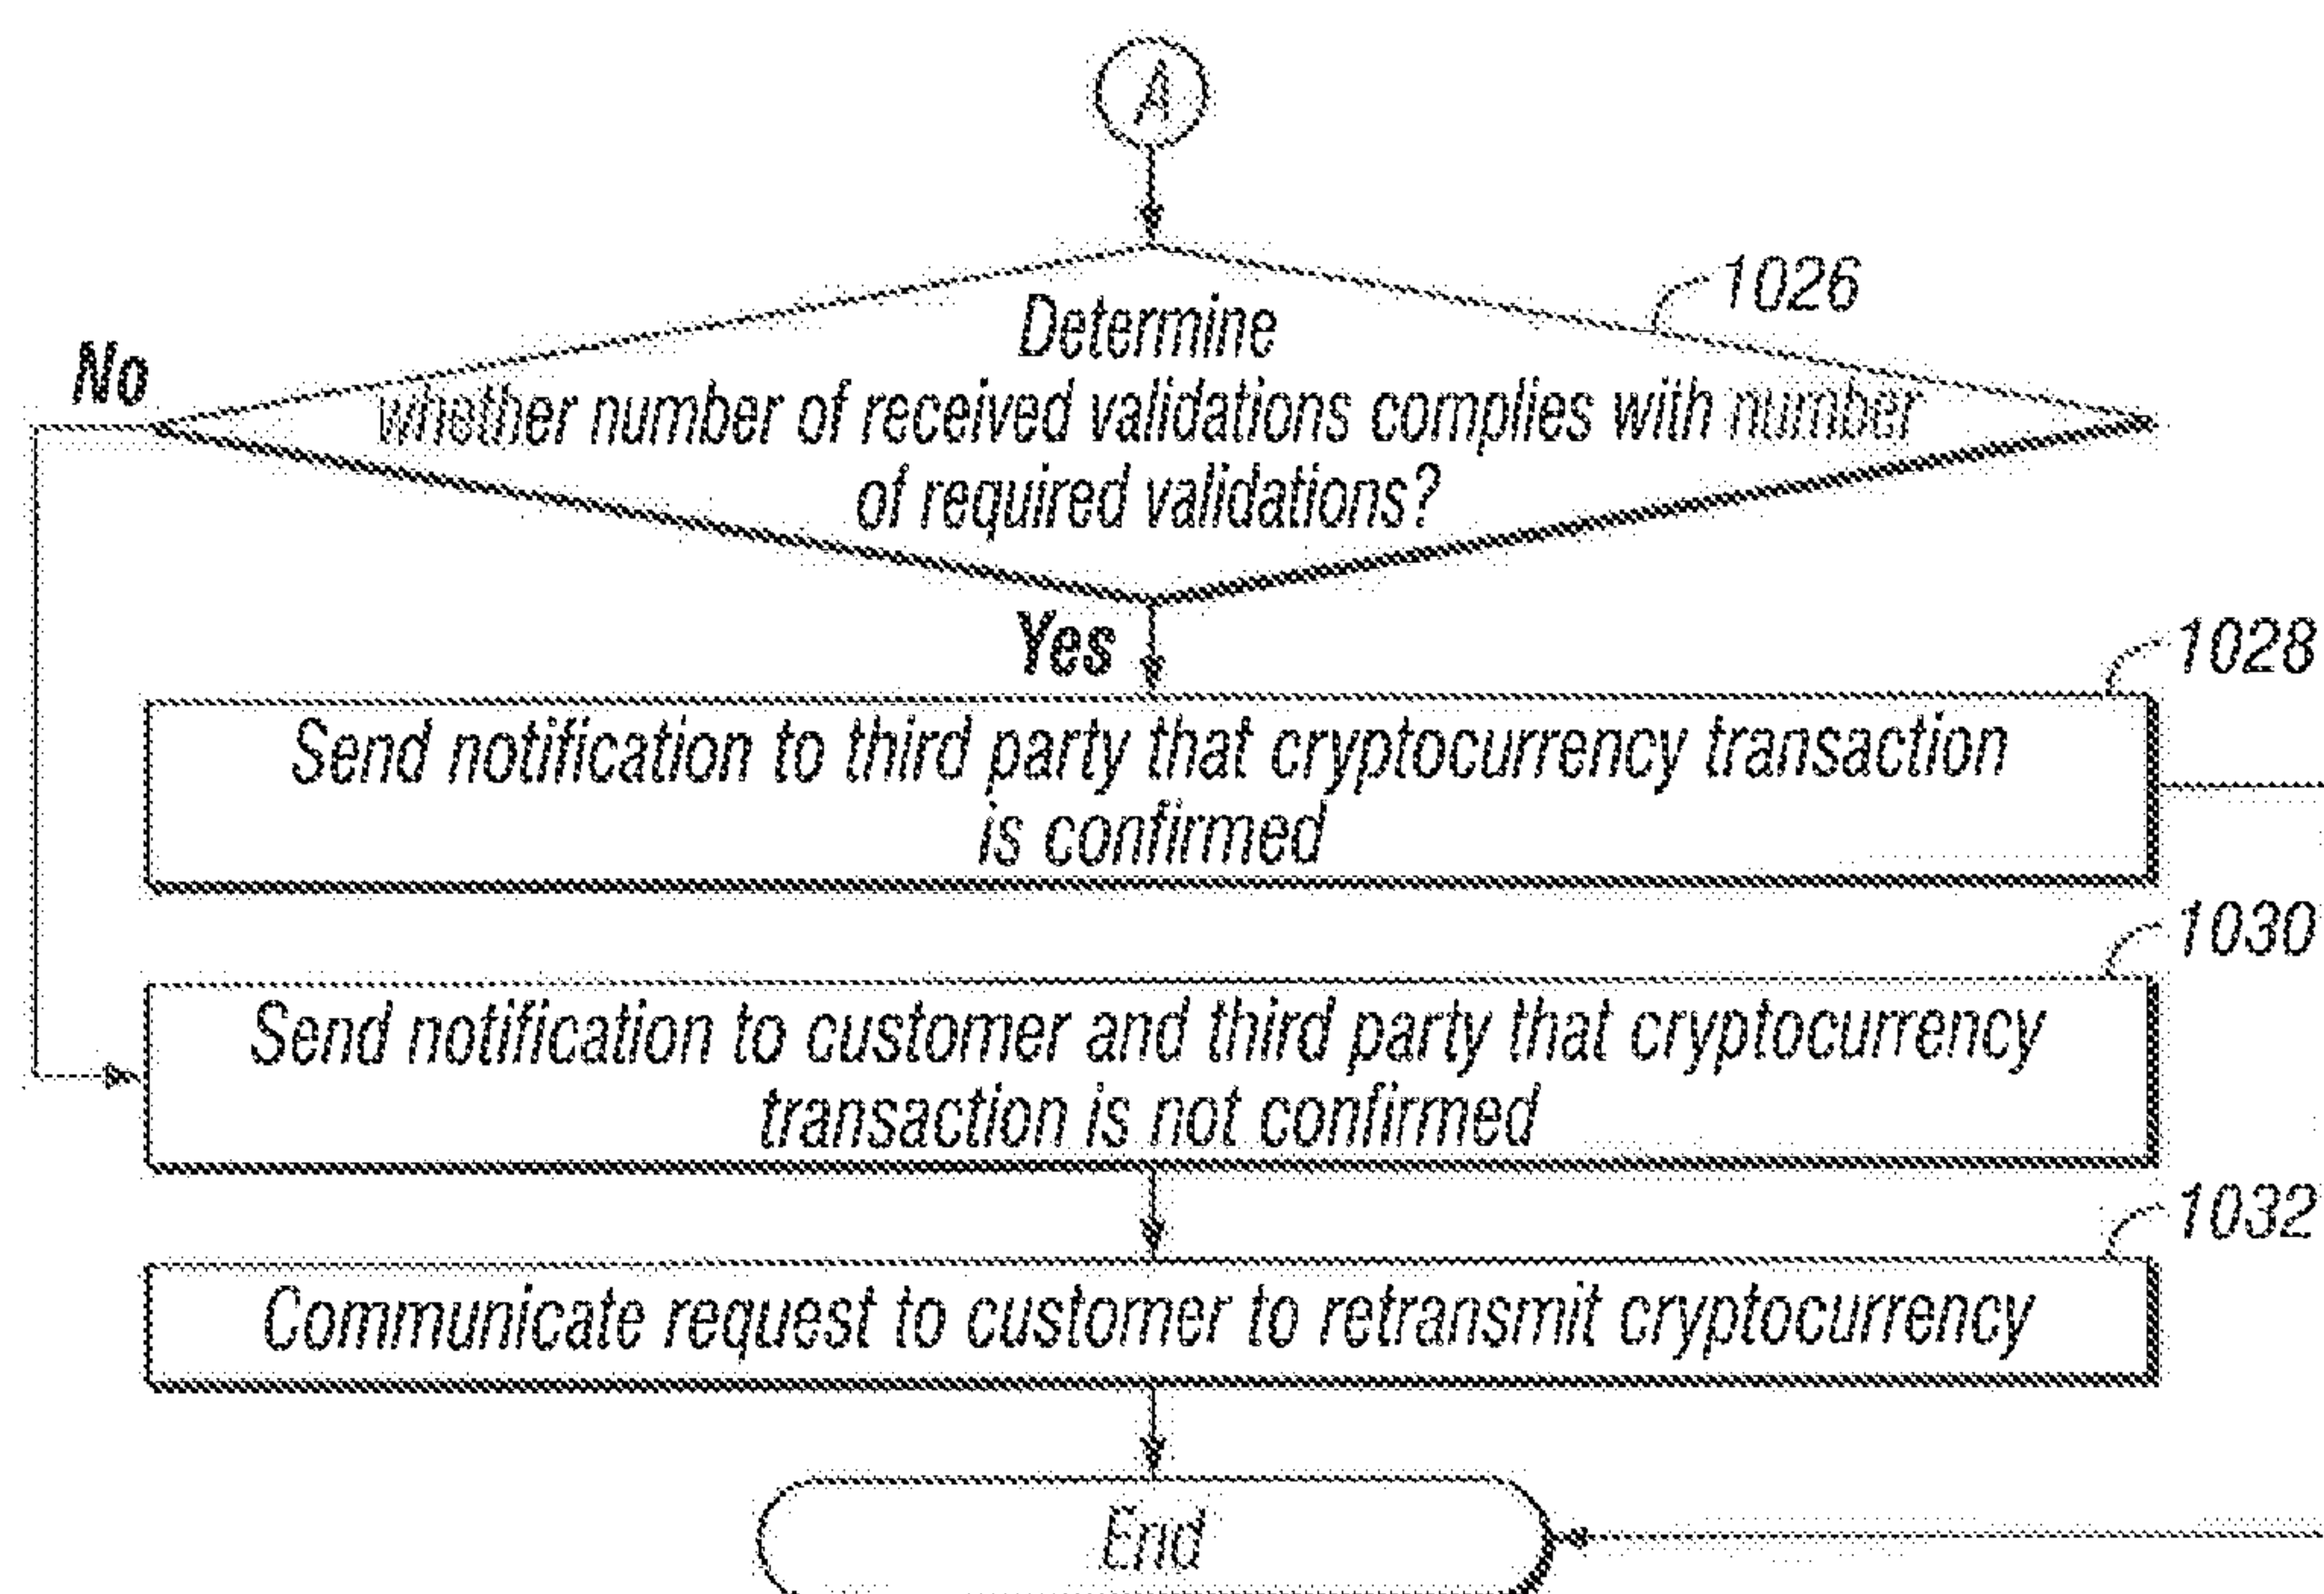 A
1026
Determine
No
whether number of received validations complies with number
of required validations?
Yes
1028
Send notification to third party that cryptocurrency transaction
is confirmed
1030
Send notification to customer and third party that cryptocurrency
transaction is not confirmed
1032
Communicate request to customer to retransmit cryptocurrency
End